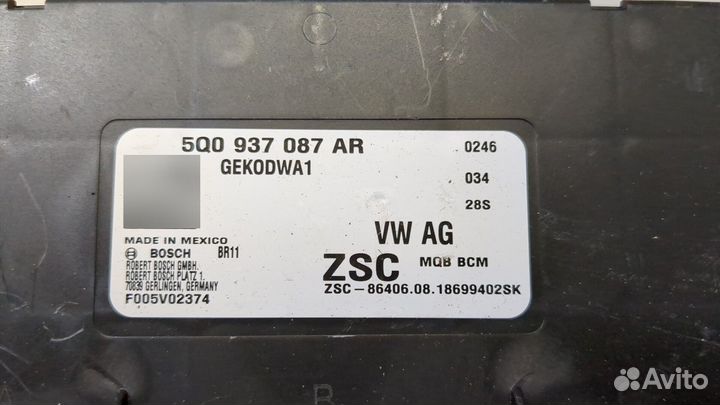 5Q0 937 087 AR
GEKODWA1
0246
034
28S
MADE IN MEXICO
BOSCH BR11
ROBERT BOSCH GMBH.
ROBERT BOSCH PLATZ 1.
70839 GERLINGEN, GERMANY
F005V02374
VW AG
ZSC MQB BCM
ZSC-86406.08.18699402SK
B
Avito